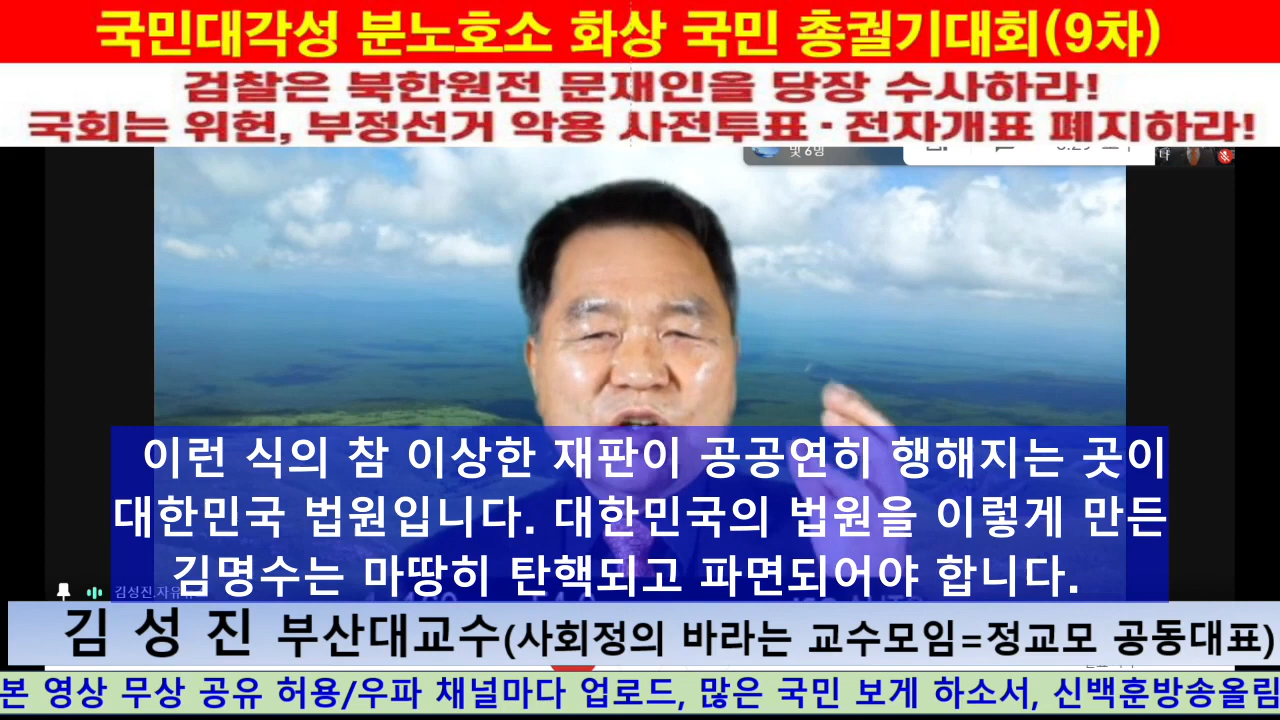 국민대각성 분노호소 화상 국민 총궐기대회(9차)
검찰은 북한원전 문재인을 당장 수사하라!
국회는 위헌, 부정선거 악용 사전투표·전자개표 폐지하라!
및 6명
이런 식의 참 이상한 재판이 공공연히 행해지는 곳이
대한민국 법원입니다. 대한민국의 법원을 이렇게 만든
김명수는 마땅히 탄핵되고 파면되어야 합니다.
김성진.자유
김 성 진 부산대교수(사회정의 바라는 교수모임=정교모 공동대표)
본 영상 무상 공유 허용/우파 채널마다 업로드, 많은 국민 보게 하소서, 신백훈방송올림